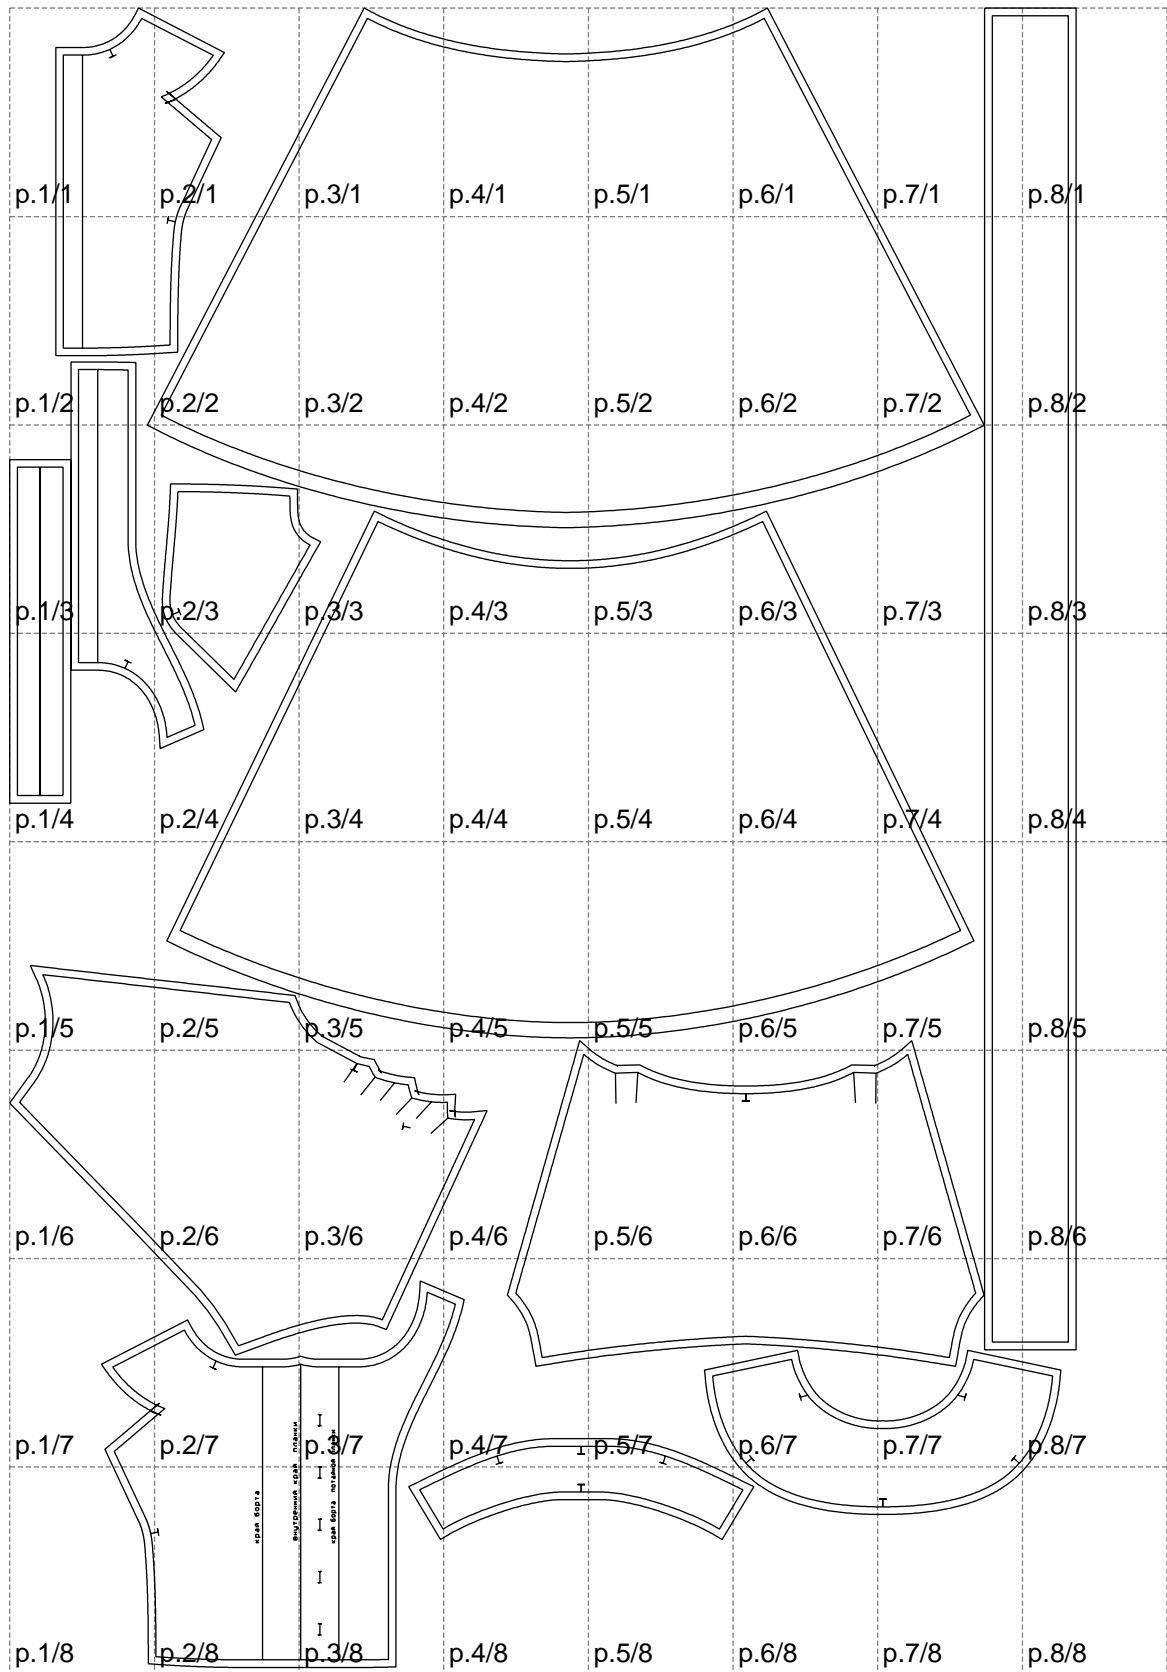 p.1/1 p.2/1 p.3/1 p.4/1 p.5/1 p.6/1 p.7/1 p.8/1
p.1/2 p.2/2 p.3/2 p.4/2 p.5/2 p.6/2 p.7/2 p.8/2
p.1/3 p.2/3 p.3/3 p.4/3 p.5/3 p.6/3 p.7/3 p.8/3
p.1/4 p.2/4 p.3/4 p.4/4 p.5/4 p.6/4 p.7/4 p.8/4
p.1/5 p.2/5 p.3/5 p.4/5 p.5/5 p.6/5 p.7/5 p.8/5
p.1/6 p.2/6 p.3/6 p.4/6 p.5/6 p.6/6 p.7/6 p.8/6
p.1/7 p.2/7 p.3/7 p.4/7 p.5/7 p.6/7 p.7/7 p.8/7
край борта
внутренний край планки
край борта потайной планки
p.1/8 p.2/8 p.3/8 p.4/8 p.5/8 p.6/8 p.7/8 p.8/8